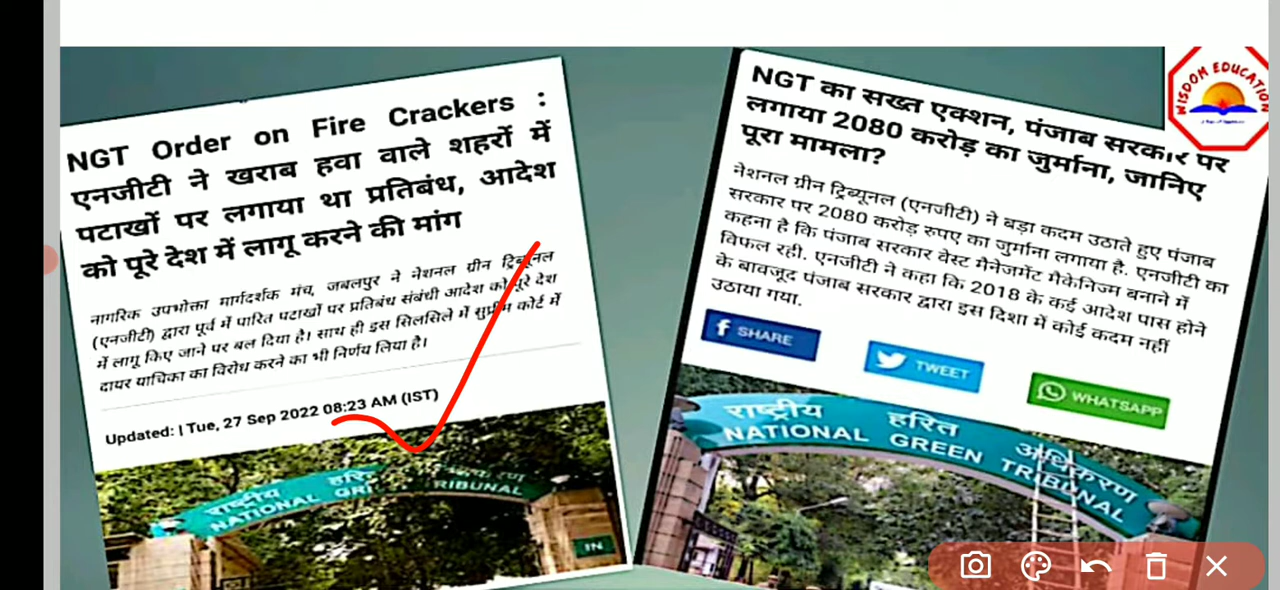 NGT Order on Fire Crackers :
एनजीटी ने खराब हवा वाले शहरों में
पटाखों पर लगाया था प्रतिबंध, आदेश
को पूरे देश में लागू करने की मांग
नागरिक उपभोक्ता मार्गदर्शक मंच, जबलपुर ने नेशनल ग्रीन ट्रिब्यूनल
(एनजीटी) द्वारा पूर्व में पारित पटाखों पर प्रतिबंध संबंधी आदेश को पूरे देश
में लागू किए जाने पर बल दिया है। साथ ही इस सिलसिले में सुप्रीम कोर्ट में
दायर याचिका का विरोध करने का भी निर्णय लिया है।
Updated: | Tue, 27 Sep 2022 08:23 AM (IST)
राष्ट्रीय हरि
NATIONAL GR RIBUNAL
IN
NGT का सख्त एक्शन, पंजाब सरकार पर
लगाया 2080 करोड़ का जुर्माना, जानिए
पूरा मामला?
नेशनल ग्रीन ट्रिब्यूनल (एनजीटी) ने बड़ा कदम उठाते हुए पंजाब
सरकार पर 2080 करोड़ रुपए का जुर्माना लगाया है. एनजीटी का
कहना है कि पंजाब सरकार वेस्ट मैनेजमेंट मैकेनिज्म बनाने में
विफल रही. एनजीटी ने कहा कि 2018 के कई आदेश पास होने
के बावजूद पंजाब सरकार द्वारा इस दिशा में कोई कदम नहीं
उठाया गया.
f SHARE
TWEET
WHATSAPP
राष्ट्रीय हरित अधिकरण
NATIONAL GREEN TRIBUNAL
WISDOM EDUCATION